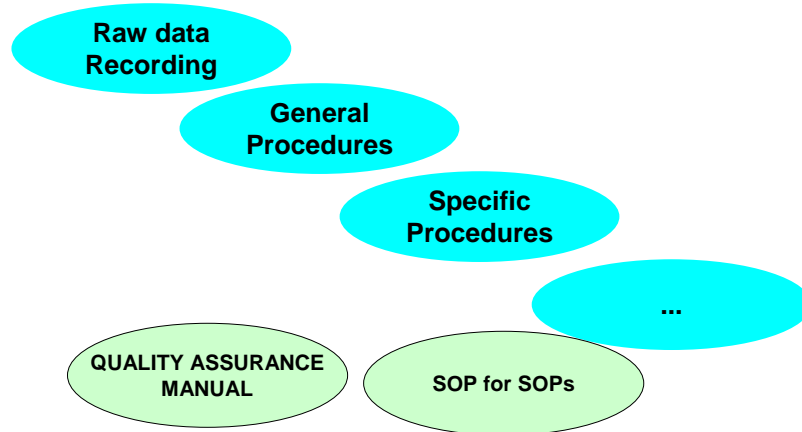 Raw data
Recording
General
Procedures
Specific
Procedures
...
QUALITY ASSURANCE
MANUAL
SOP for SOPs